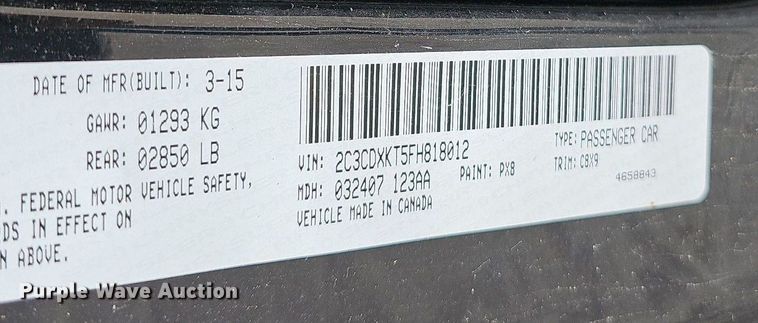 DATE OF MFR(BUILT): 3-15
GAWR: 01293 KG
REAR: 02850 LB
. FEDERAL MOTOR VEHICLE SAFETY,
DS IN EFFECT ON
N ABOVE.
VIN: 2C3CDXKT5FH818012
TYPE: PASSENGER CAR
MDH: 032407 123AA
PAINT: PX8
TRIM: C8X9
VEHICLE MADE IN CANADA
4658843
Purple Wave Auction